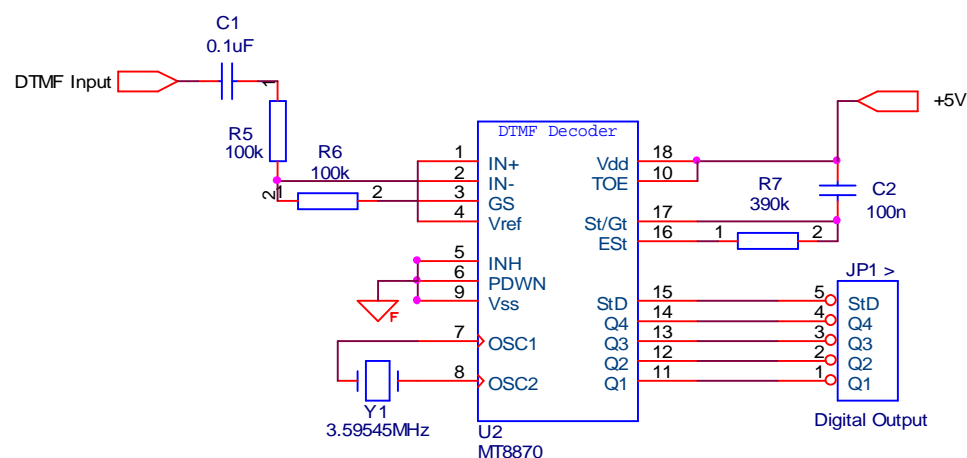 C1
0.1uF
DTMF Input
1
R5
100k
2
R6
100k
1
2
DTMF Decoder
1 IN+
2 IN-
3 GS
4 Vref
5 INH
6 PDWN
9 Vss
7 OSC1
8 OSC2
Vdd 18
TOE 10
St/Gt 17
ESt 16
StD 15
Q4 14
Q3 13
Q2 12
Q1 11
U2
MT8870
F
Y1
3.59545MHz
+5V
R7
390k
1
2
C2
100n
JP1 >
5 StD
4 Q4
3 Q3
2 Q2
1 Q1
Digital Output